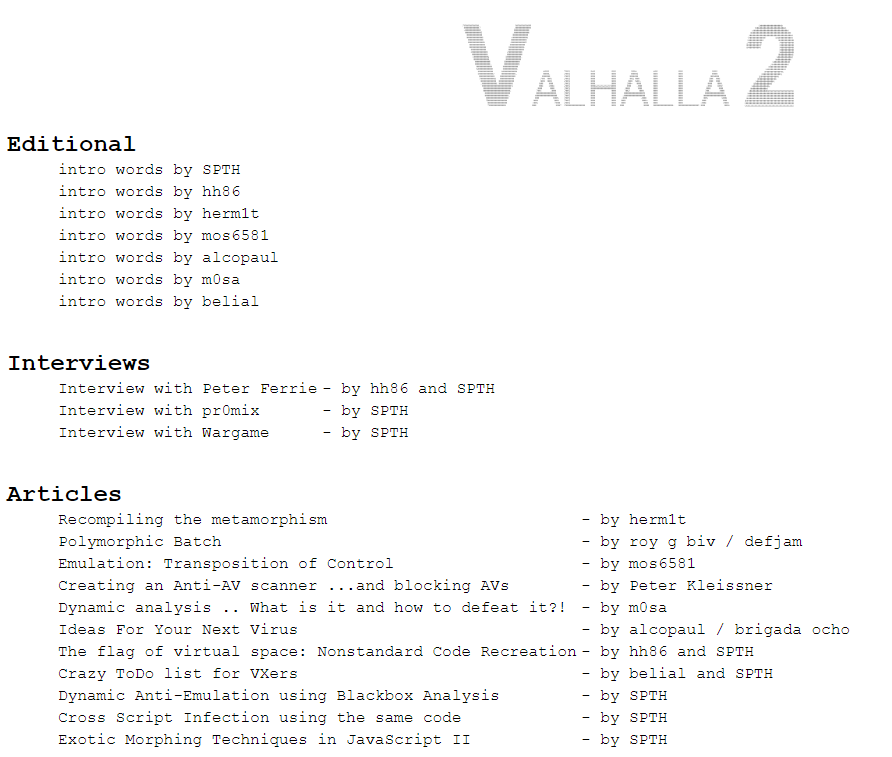 VALHALLA 2
Editional
intro words by SPTH
intro words by hh86
intro words by herm1t
intro words by mos6581
intro words by alcopaul
intro words by m0sa
intro words by belial
Interviews
Interview with Peter Ferrie - by hh86 and SPTH
Interview with pr0mix - by SPTH
Interview with Wargame - by SPTH
Articles
Recompiling the metamorphism - by herm1t
Polymorphic Batch - by roy g biv / defjam
Emulation: Transposition of Control - by mos6581
Creating an Anti-AV scanner ...and blocking AVs - by Peter Kleissner
Dynamic analysis .. What is it and how to defeat it?! - by m0sa
Ideas For Your Next Virus - by alcopaul / brigada ocho
The flag of virtual space: Nonstandard Code Recreation - by hh86 and SPTH
Crazy ToDo list for VXers - by belial and SPTH
Dynamic Anti-Emulation using Blackbox Analysis - by SPTH
Cross Script Infection using the same code - by SPTH
Exotic Morphing Techniques in JavaScript II - by SPTH